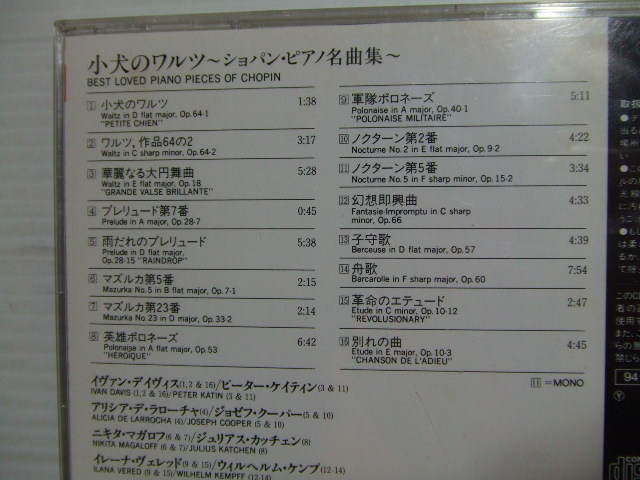 小犬のワルツ～ショパン・ピアノ名曲集～
BEST LOVED PIANO PIECES OF CHOPIN
1 小犬のワルツ 1:38
Waltz in D flat major, Op.64-1
"PETITE CHIEN"
2 ワルツ, 作品64の2 3:17
Waltz in C sharp minor, Op.64-2
3 華麗なる大円舞曲 5:28
Waltz in E flat major, Op.18
"GRANDE VALSE BRILLANTE"
4 プレリュード第7番 0:45
Prelude in A major, Op.28-7
5 雨だれのプレリュード 5:38
Prelude in D flat major,
Op.28-15 "RAINDROP"
6 マズルカ第5番 2:15
Mazurka No.5 in B flat major, Op.7-1
7 マズルカ第23番 2:14
Mazurka No.23 in D major, Op.33-2
8 英雄ポロネーズ 6:42
Polonaise in A flat major, Op.53
"HEROIQUE"
9 軍隊ポロネーズ 5:11
Polonaise in A major, Op.40-1
"POLONAISE MILITAIRE"
10 ノクターン第2番 4:22
Nocturne No.2 in E flat major, Op.9-2
11 ノクターン第5番 3:34
Nocturne No.5 in F sharp minor, Op.15-2
12 幻想即興曲 4:33
Fantasie-Impromptu in C sharp
minor, Op.66
13 子守歌 4:39
Berceuse in D flat major, Op.57
14 舟歌 7:54
Barcarolle in F sharp major, Op.60
15 革命のエテュード 2:47
Etude in C minor, Op.10-12
"REVOLUTIONARY"
16 別れの曲 4:45
Etude in E major, Op.10-3
"CHANSON DE L'ADIEU"
11=MONO
イヴァン・デイヴィス(1,2 & 16)/ピーター・ケイティン(3 & 11)
IVAN DAVIS (1,2 & 16)/PETER KATIN (3 & 11)
アリシア・デ・ラローチャ(4)/ジョゼフ・クーパー(5 & 10)
ALICIA DE LARROCHA (4)/JOSEPH COOPER (5 & 10)
ニキタ・マガロフ(6 & 7)/ジュリアス・カッチェン(8)
NIKITA MAGALOFF (6 & 7)/JULIUS KATCHEN (8)
イレーナ・ヴェレッド(9 & 15)/ウィルヘルム・ケンプ(12-14)
ILANA VERED (9 & 15)/WILHELM KEMPFF (12-14)
取扱
このCD
94